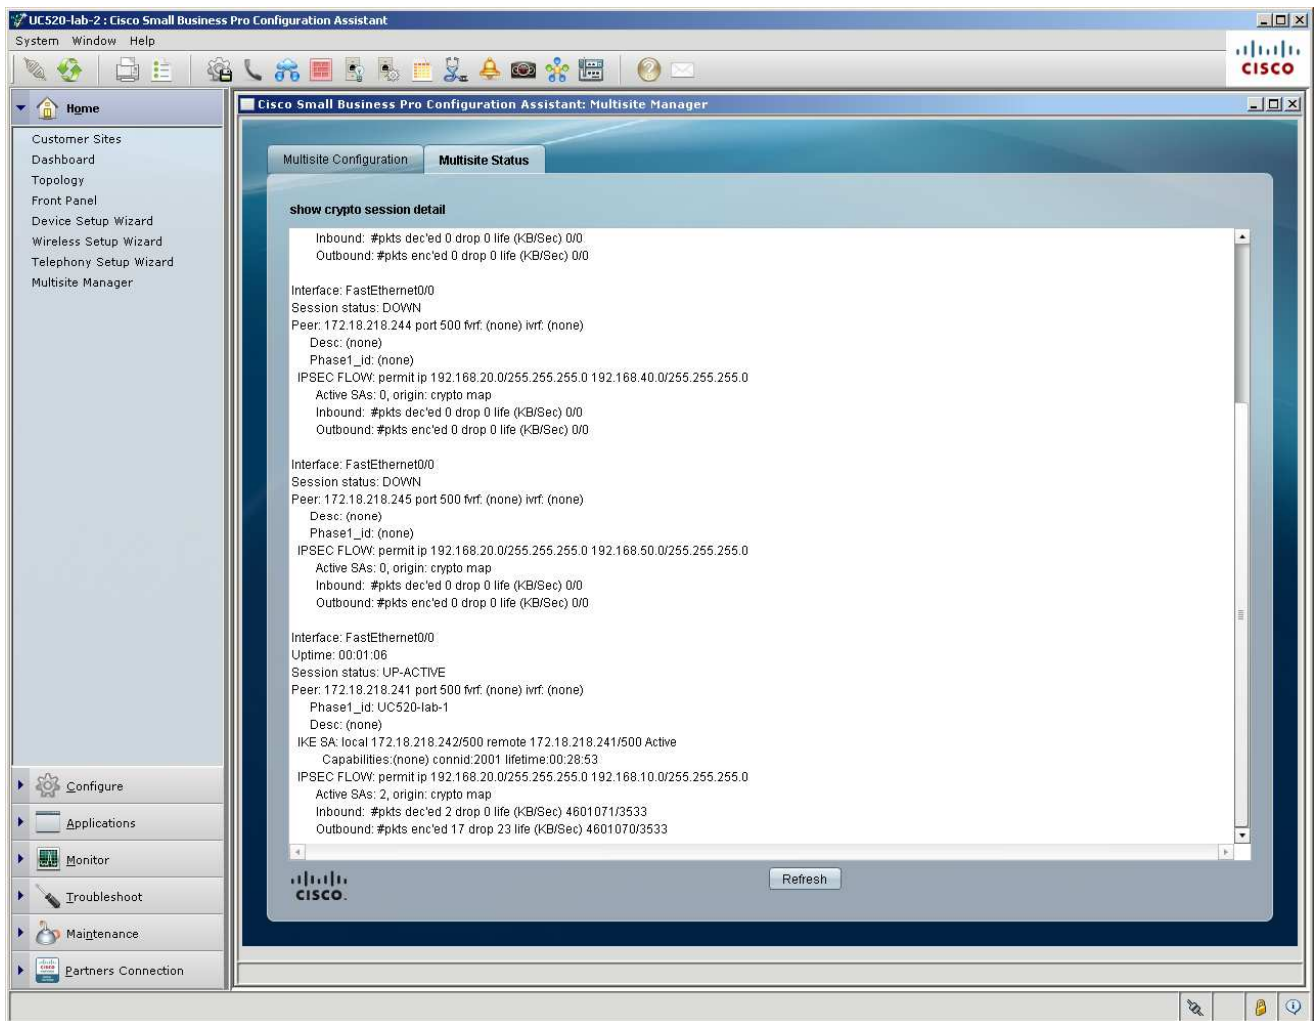 UC520-lab-2 : Cisco Small Business Pro Configuration Assistant
System Window Help
CISCO
Home
Customer Sites
Dashboard
Topology
Front Panel
Device Setup Wizard
Wireless Setup Wizard
Telephony Setup Wizard
Multisite Manager
Configure
Applications
Monitor
Troubleshoot
Maintenance
Partners Connection
Cisco Small Business Pro Configuration Assistant: Multisite Manager
Multisite Configuration
Multisite Status
show crypto session detail
Inbound: #pkts dec'ed 0 drop 0 life (KB/Sec) 0/0
Outbound: #pkts enc'ed 0 drop 0 life (KB/Sec) 0/0
Interface: FastEthernet0/0
Session status: DOWN
Peer: 172.18.218.244 port 500 fvrf: (none) ivrf: (none)
Desc: (none)
Phase1_id: (none)
IPSEC FLOW: permit ip 192.168.20.0/255.255.255.0 192.168.40.0/255.255.255.0
Active SAs: 0, origin: crypto map
Inbound: #pkts dec'ed 0 drop 0 life (KB/Sec) 0/0
Outbound: #pkts enc'ed 0 drop 0 life (KB/Sec) 0/0
Interface: FastEthernet0/0
Session status: DOWN
Peer: 172.18.218.245 port 500 fvrf: (none) ivrf: (none)
Desc: (none)
Phase1_id: (none)
IPSEC FLOW: permit ip 192.168.20.0/255.255.255.0 192.168.50.0/255.255.255.0
Active SAs: 0, origin: crypto map
Inbound: #pkts dec'ed 0 drop 0 life (KB/Sec) 0/0
Outbound: #pkts enc'ed 0 drop 0 life (KB/Sec) 0/0
Interface: FastEthernet0/0
Uptime: 00:01:06
Session status: UP-ACTIVE
Peer: 172.18.218.241 port 500 fvrf: (none) ivrf: (none)
Phase1_id: UC520-lab-1
Desc: (none)
IKE SA: local 172.18.218.242/500 remote 172.18.218.241/500 Active
Capabilities:(none) connid:2001 lifetime:00:28:53
IPSEC FLOW: permit ip 192.168.20.0/255.255.255.0 192.168.10.0/255.255.255.0
Active SAs: 2, origin: crypto map
Inbound: #pkts dec'ed 2 drop 0 life (KB/Sec) 4601071/3533
Outbound: #pkts enc'ed 17 drop 23 life (KB/Sec) 4601070/3533
CISCO.
Refresh